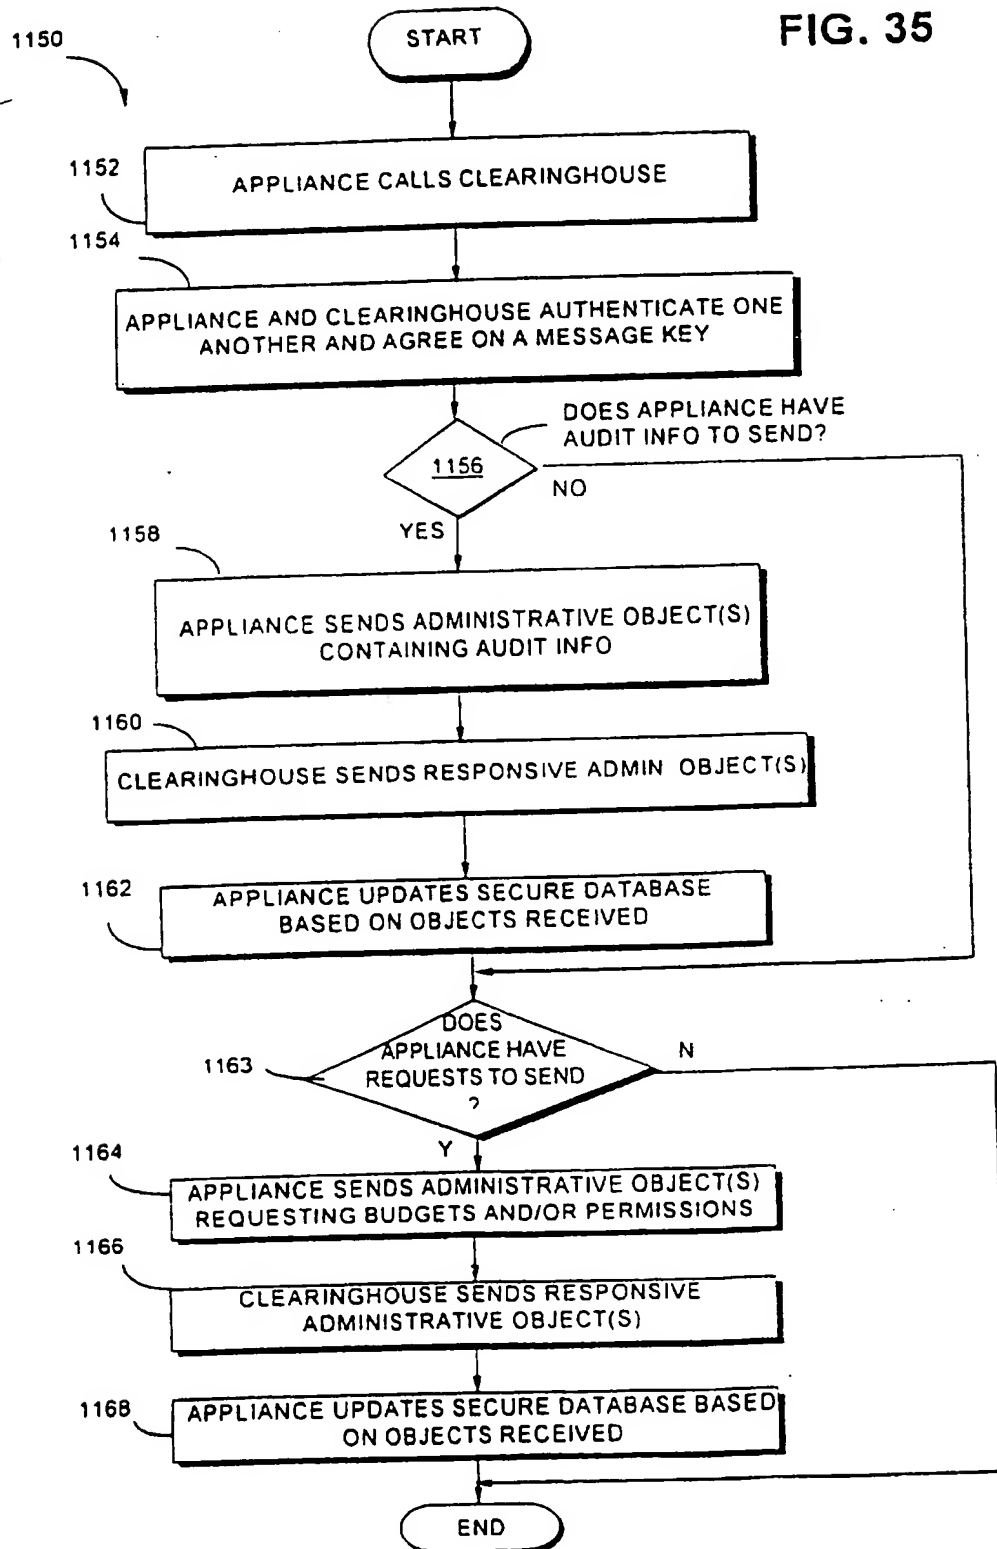 FIG. 35
1150
START
1152
APPLIANCE CALLS CLEARINGHOUSE
1154
APPLIANCE AND CLEARINGHOUSE AUTHENTICATE ONE
ANOTHER AND AGREE ON A MESSAGE KEY
DOES APPLIANCE HAVE
AUDIT INFO TO SEND?
1156
NO
YES
1158
APPLIANCE SENDS ADMINISTRATIVE OBJECT(S)
CONTAINING AUDIT INFO
1160
CLEARINGHOUSE SENDS RESPONSIVE ADMIN OBJECT(S)
1162
APPLIANCE UPDATES SECURE DATABASE
BASED ON OBJECTS RECEIVED
1163
DOES
APPLIANCE HAVE
REQUESTS TO SEND
?
N
Y
1164
APPLIANCE SENDS ADMINISTRATIVE OBJECT(S)
REQUESTING BUDGETS AND/OR PERMISSIONS
1166
CLEARINGHOUSE SENDS RESPONSIVE
ADMINISTRATIVE OBJECT(S)
1168
APPLIANCE UPDATES SECURE DATABASE BASED
ON OBJECTS RECEIVED
END